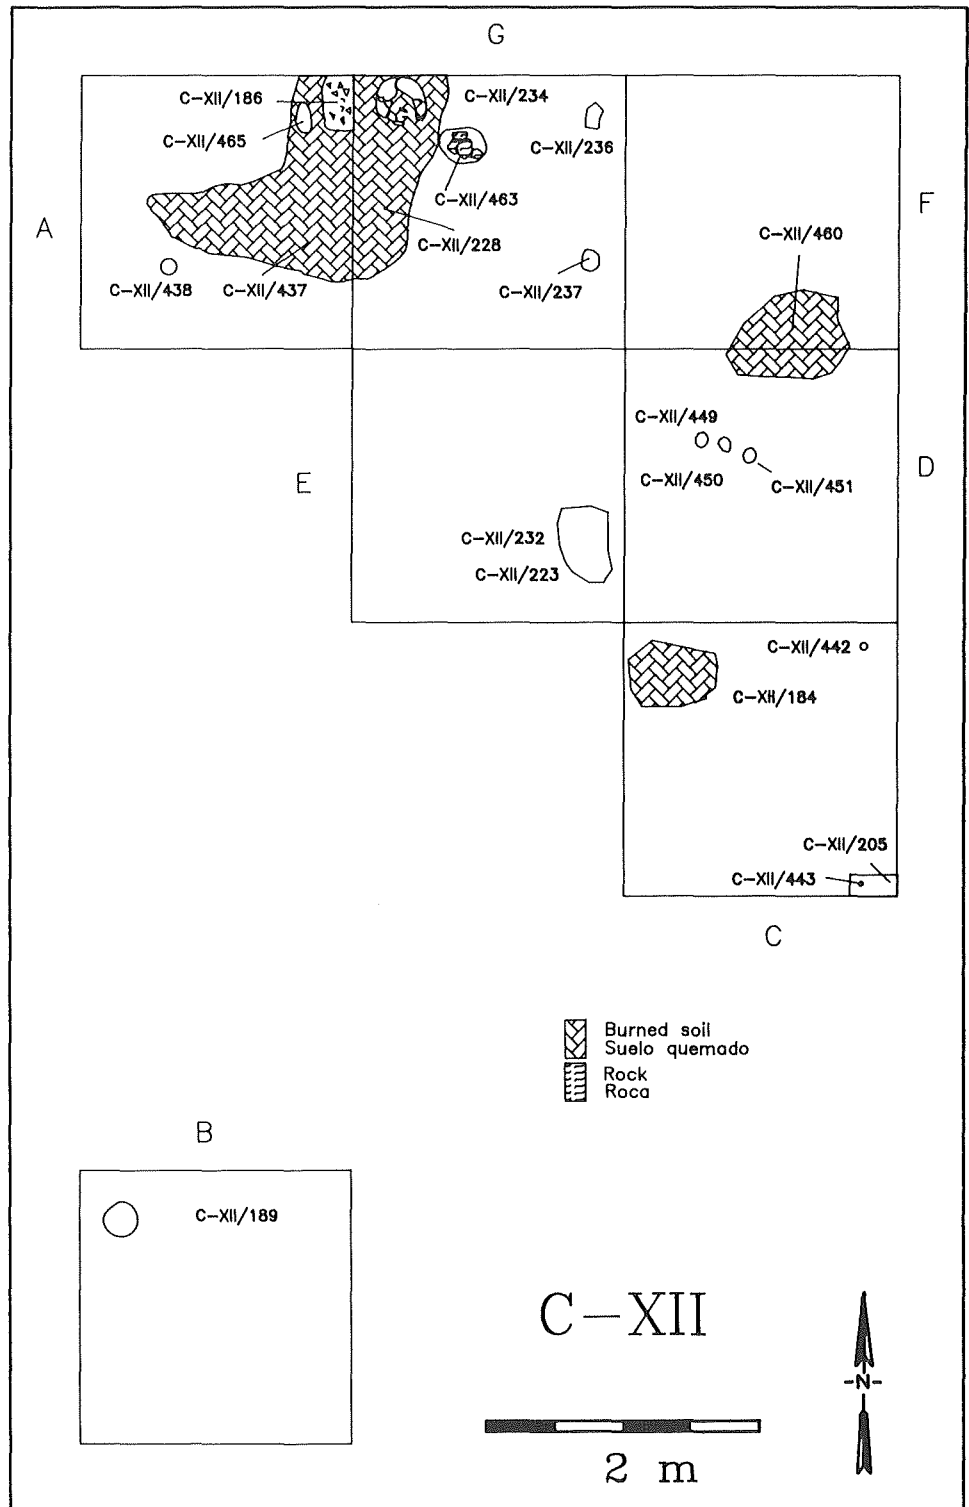 G
C-XII/186
C-XII/234
C-XII/465
C-XII/236
C-XII/463
A
F
C-XII/228
C-XII/460
C-XII/438
C-XII/437
C-XII/237
C-XII/449
E
D
C-XII/450
C-XII/451
C-XII/232
C-XII/223
C-XII/442
C-XII/184
C-XII/205
C-XII/443
C
Burned soil
Suelo quemado
Rock
Roca
B
C-XII/189
C-XII
-N-
2 m